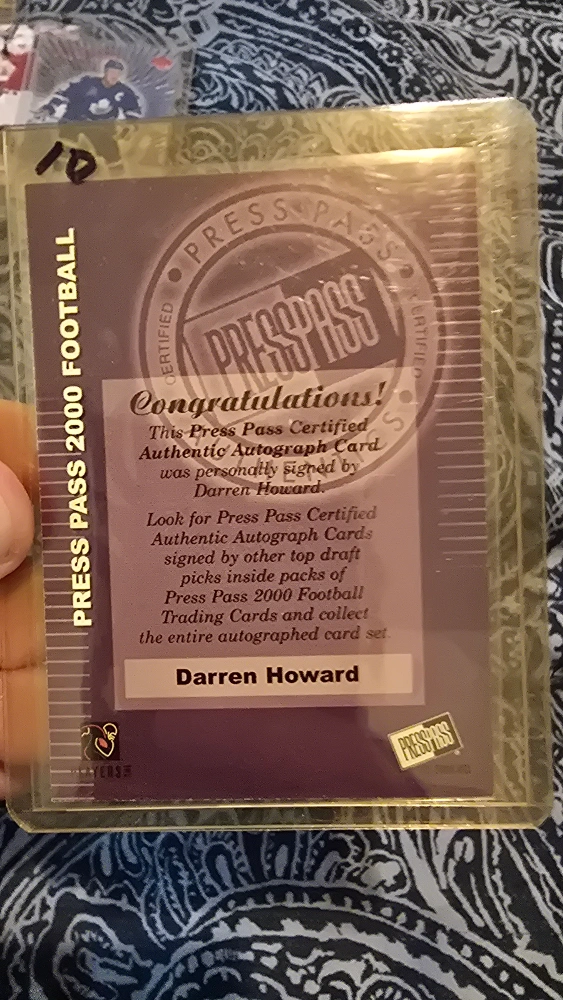 10
PRESS PASS 2000 FOOTBALL
PRESS PASS
CERTIFIED
CERTIFIED
PRESSPASS
Congratulations!
This Press Pass Certified
Authentic Autograph Card
was personally signed by
Darren Howard.
Look for Press Pass Certified
Authentic Autograph Cards
signed by other top draft
picks inside packs of
Press Pass 2000 Football
Trading Cards and collect
the entire autographed card set.
Darren Howard
PLAYERS
PRESSPASS